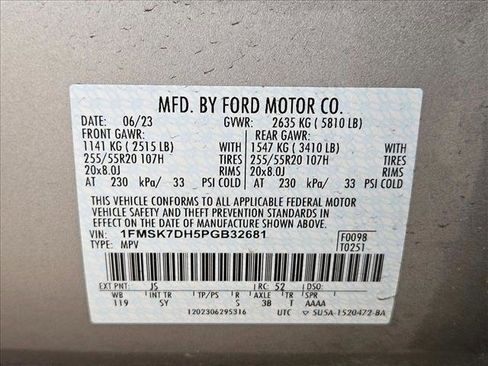 MFD. BY FORD MOTOR CO.
DATE: 06/23 GVWR: 2635 KG ( 5810 LB)
FRONT GAWR: REAR GAWR:
1141 KG ( 2515 LB) WITH 1547 KG ( 3410 LB) WITH
255/55R20 107H TIRES 255/55R20 107H TIRES
20x8.0J RIMS 20x8.0J RIMS
AT 230 kPa/ 33 PSI COLD AT 230 kPa/ 33 PSI COLD
THIS VEHICLE CONFORMS TO ALL APPLICABLE FEDERAL MOTOR
VEHICLE SAFETY AND THEFT PREVENTION STANDARDS IN
EFFECT ON THE DATE OF MANUFACTURE SHOWN ABOVE.
VIN: 1FMSK7DH5PGB32681 F0098
TYPE: MPV T0251
EXT PNT: J5 RC: 52 DSO:
WB INT TR TP/PS R AXLE TR SPR
119 SY S 3B T AAAA
1202306295316 UTC SU5A-1520472-BA